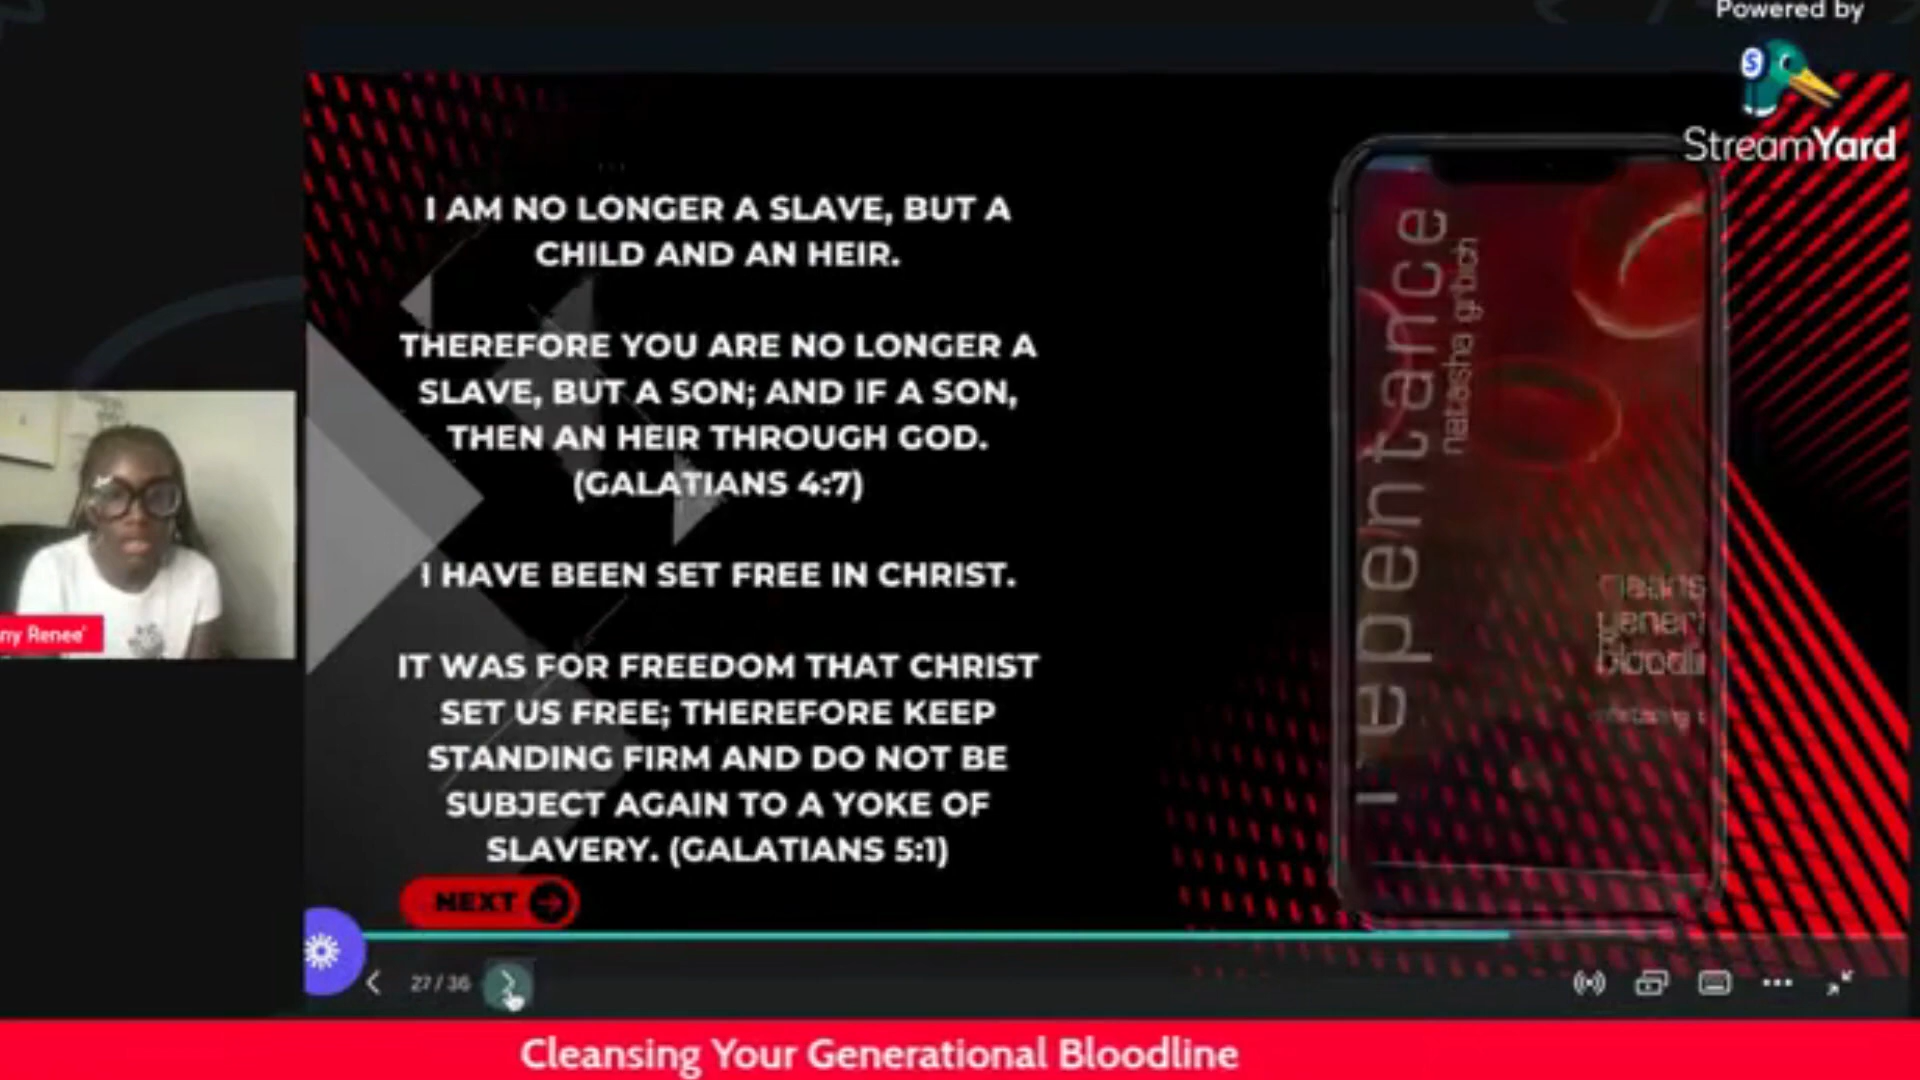 Powered by
StreamYard
I AM NO LONGER A SLAVE, BUT A
CHILD AND AN HEIR.
THEREFORE YOU ARE NO LONGER A
SLAVE, BUT A SON; AND IF A SON,
THEN AN HEIR THROUGH GOD.
(GALATIANS 4:7)
I HAVE BEEN SET FREE IN CHRIST.
IT WAS FOR FREEDOM THAT CHRIST
SET US FREE; THEREFORE KEEP
STANDING FIRM AND DO NOT BE
SUBJECT AGAIN TO A YOKE OF
SLAVERY. (GALATIANS 5:1)
NEXT
repentance
natasha grbich
ny Renee'
27 / 36
Cleansing Your Generational Bloodline